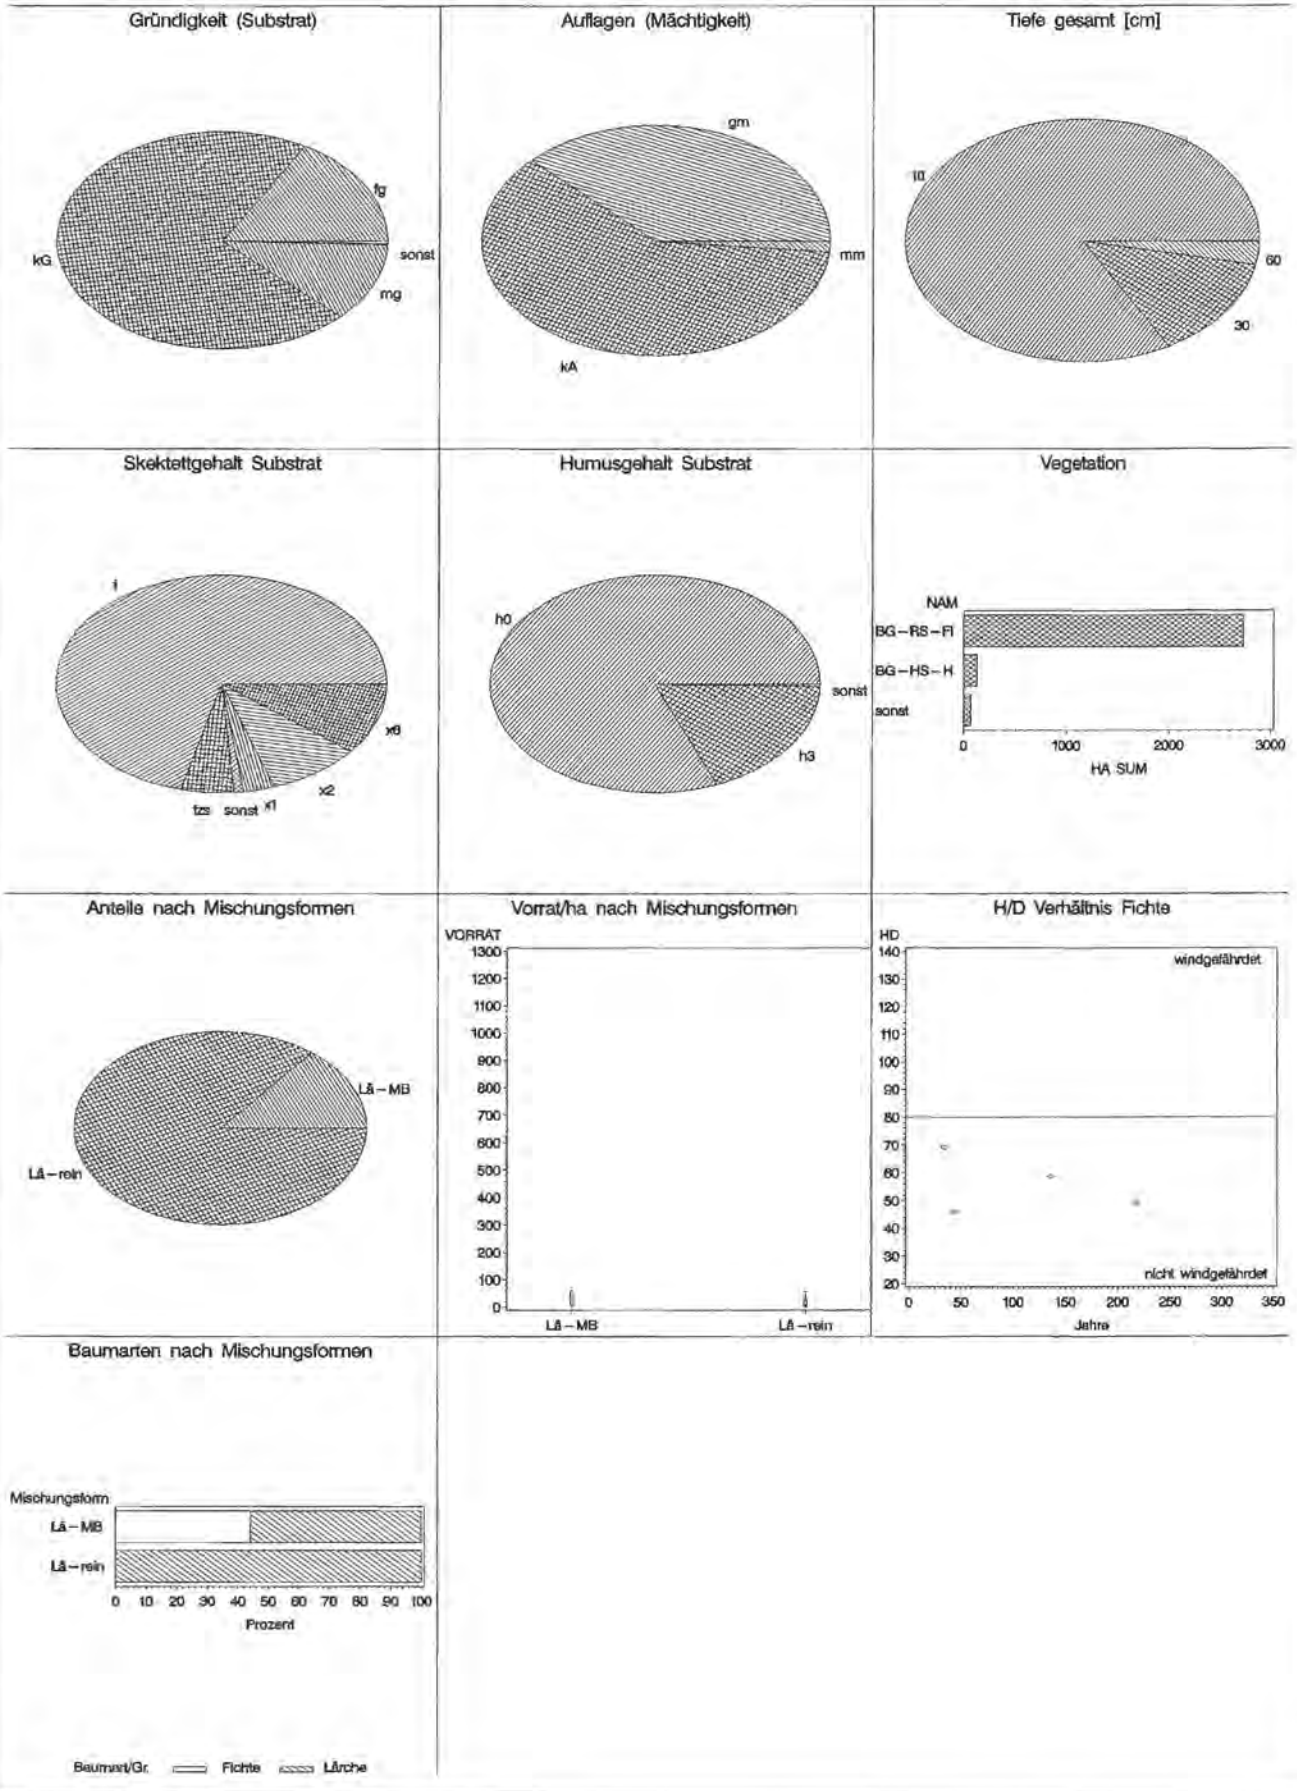 Gründigkeit (Substrat)
fg
sonst
mg
kG
Auflagen (Mächtigkeit)
gm
mm
kA
Tiefe gesamt [cm]
60
30
Skektettgehalt Substrat
x2
x1
sonst
tzs
Humusgehalt Substrat
h0
sonst
h3
Vegetation
NAM
BG-RS-FI
BG-HS-H
sonst
0 1000 2000 3000
HA SUM
Anteile nach Mischungsformen
Lä-MB
Lä-rein
Vorrat/ha nach Mischungsformen
VORRAT
1300
1200
1100
1000
900
800
700
600
500
400
300
200
100
0
Lä-MB Lä-rein
H/D Verhältnis Fichte
HD
140
130
120
110
100
90
80
70
60
50
40
30
20
windgefährdet
nicht windgefährdet
0 50 100 150 200 250 300 350
Jahre
Baumarten nach Mischungsformen
Mischungsform
Lä-MB
Lä-rein
0 10 20 30 40 50 60 70 80 90 100
Prozent
Baumart/Gr. Fichte Lärche